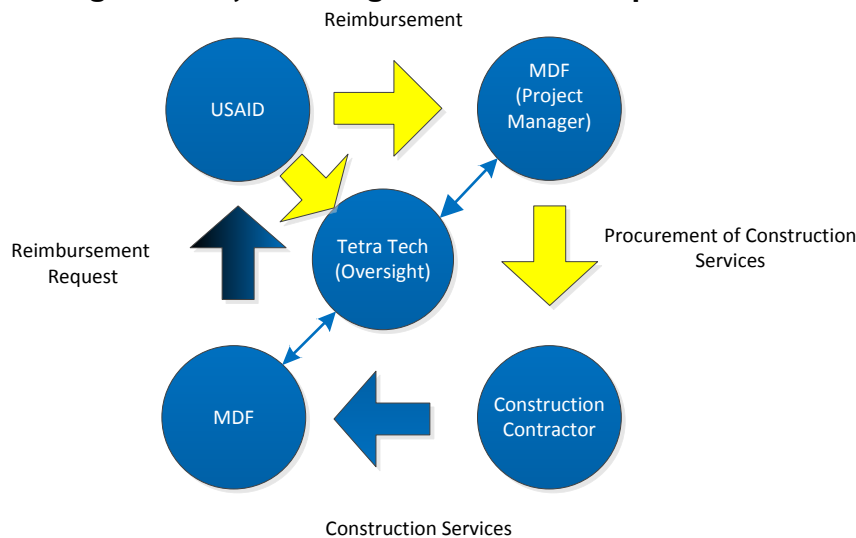 Reimbursement
USAID
MDF
(Project
Manager)
Tetra Tech
(Oversight)
Reimbursement
Request
Procurement of Construction
Services
MDF
Construction
Contractor
Construction Services